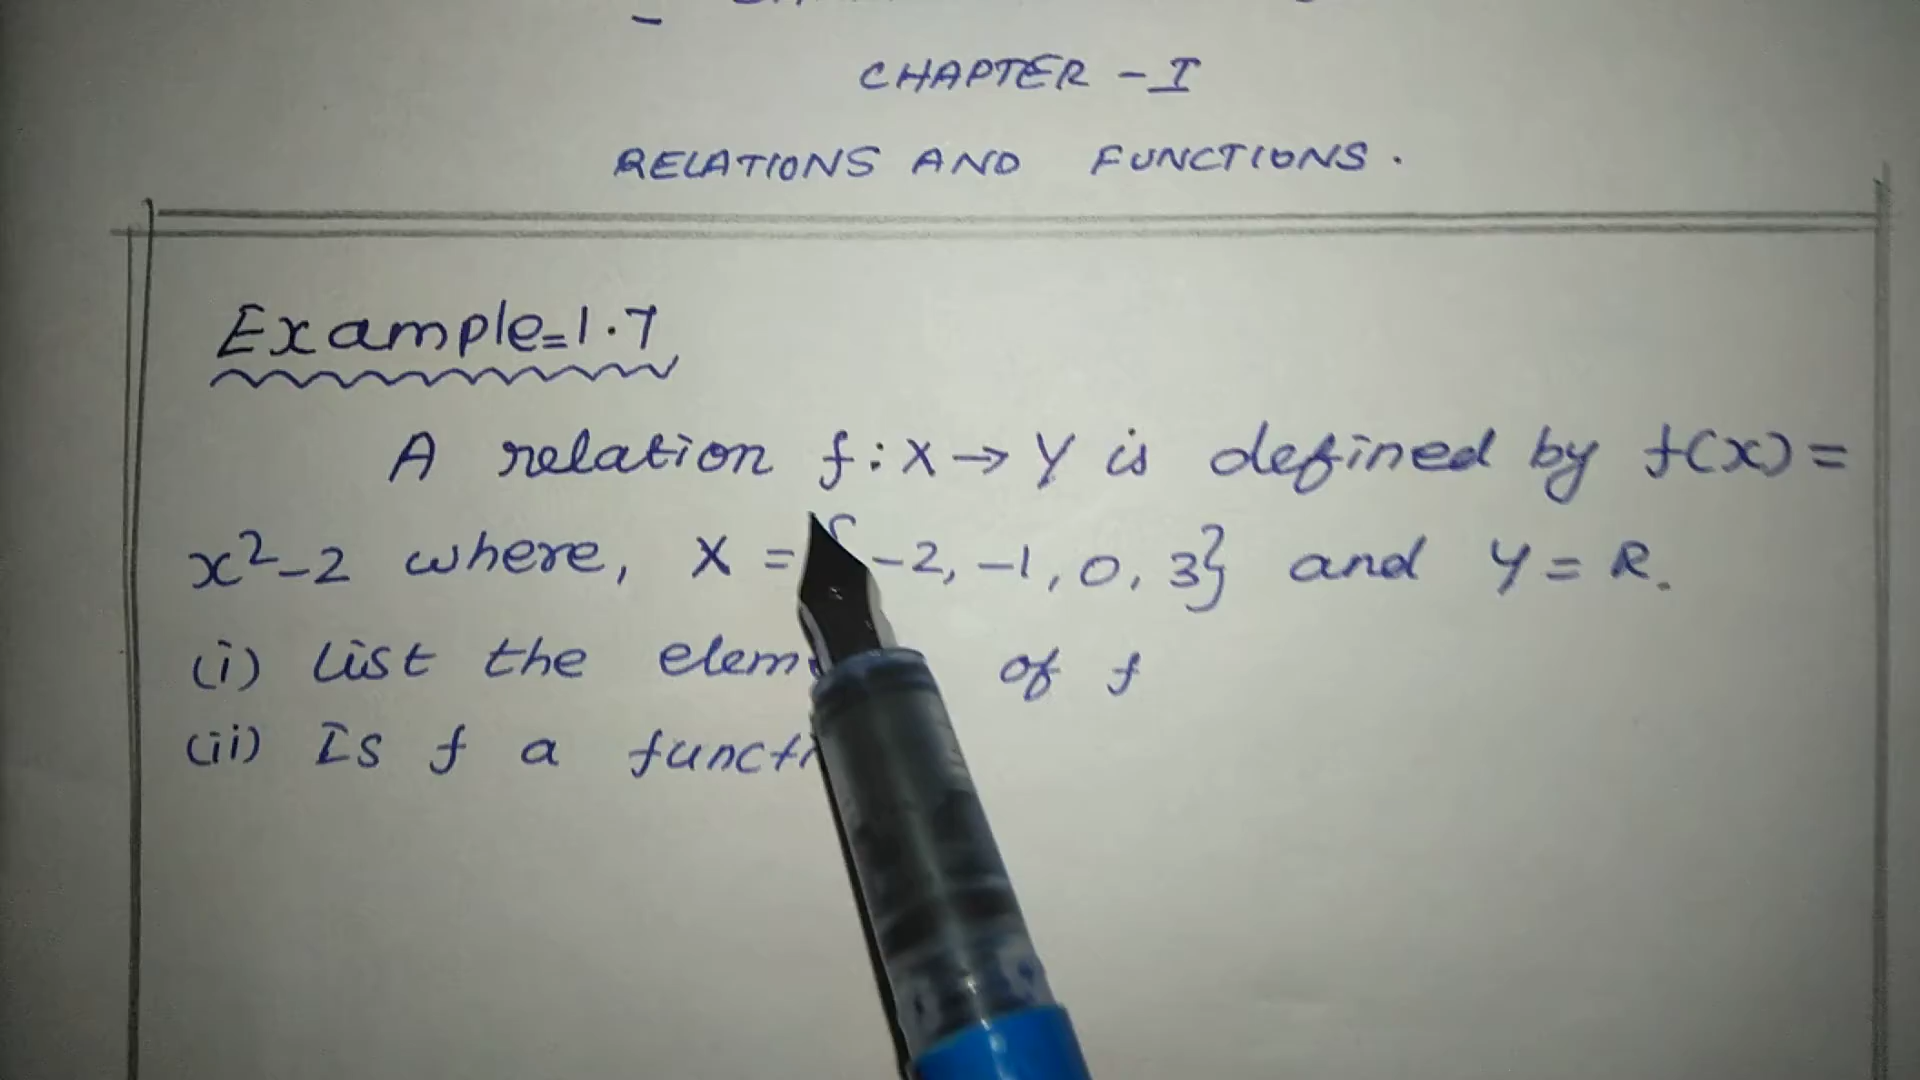 CHAPTER - I
RELATIONS AND FUNCTIONS.
Example=1.7
A relation f:X→Y is defined by f(x)=
x²-2 where, X = {-2, -1, 0, 3} and Y = R.
(i) List the of f
(ii) Is f a